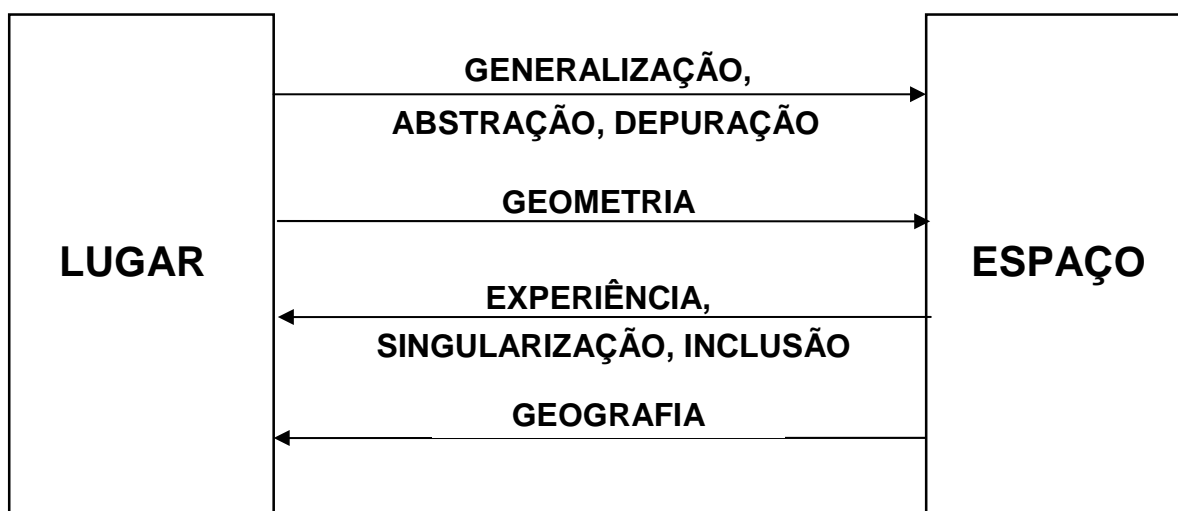 GENERALIZAÇÃO,
ABSTRAÇÃO, DEPURAÇÃO
GEOMETRIA
LUGAR
ESPAÇO
EXPERIÊNCIA,
SINGULARIZAÇÃO, INCLUSÃO
GEOGRAFIA